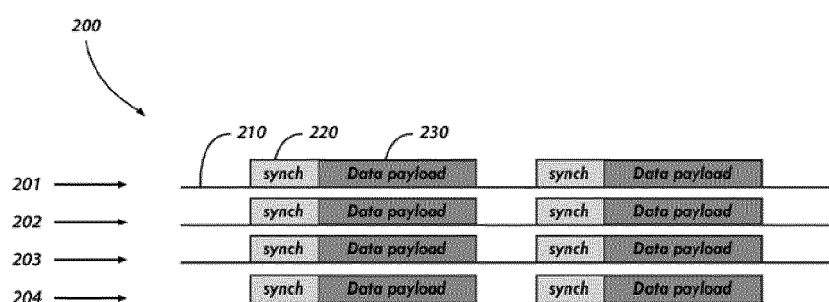 200
210 220 230
201 synch Data payload synch Data payload
202 synch Data payload synch Data payload
203 synch Data payload synch Data payload
204 synch Data payload synch Data payload